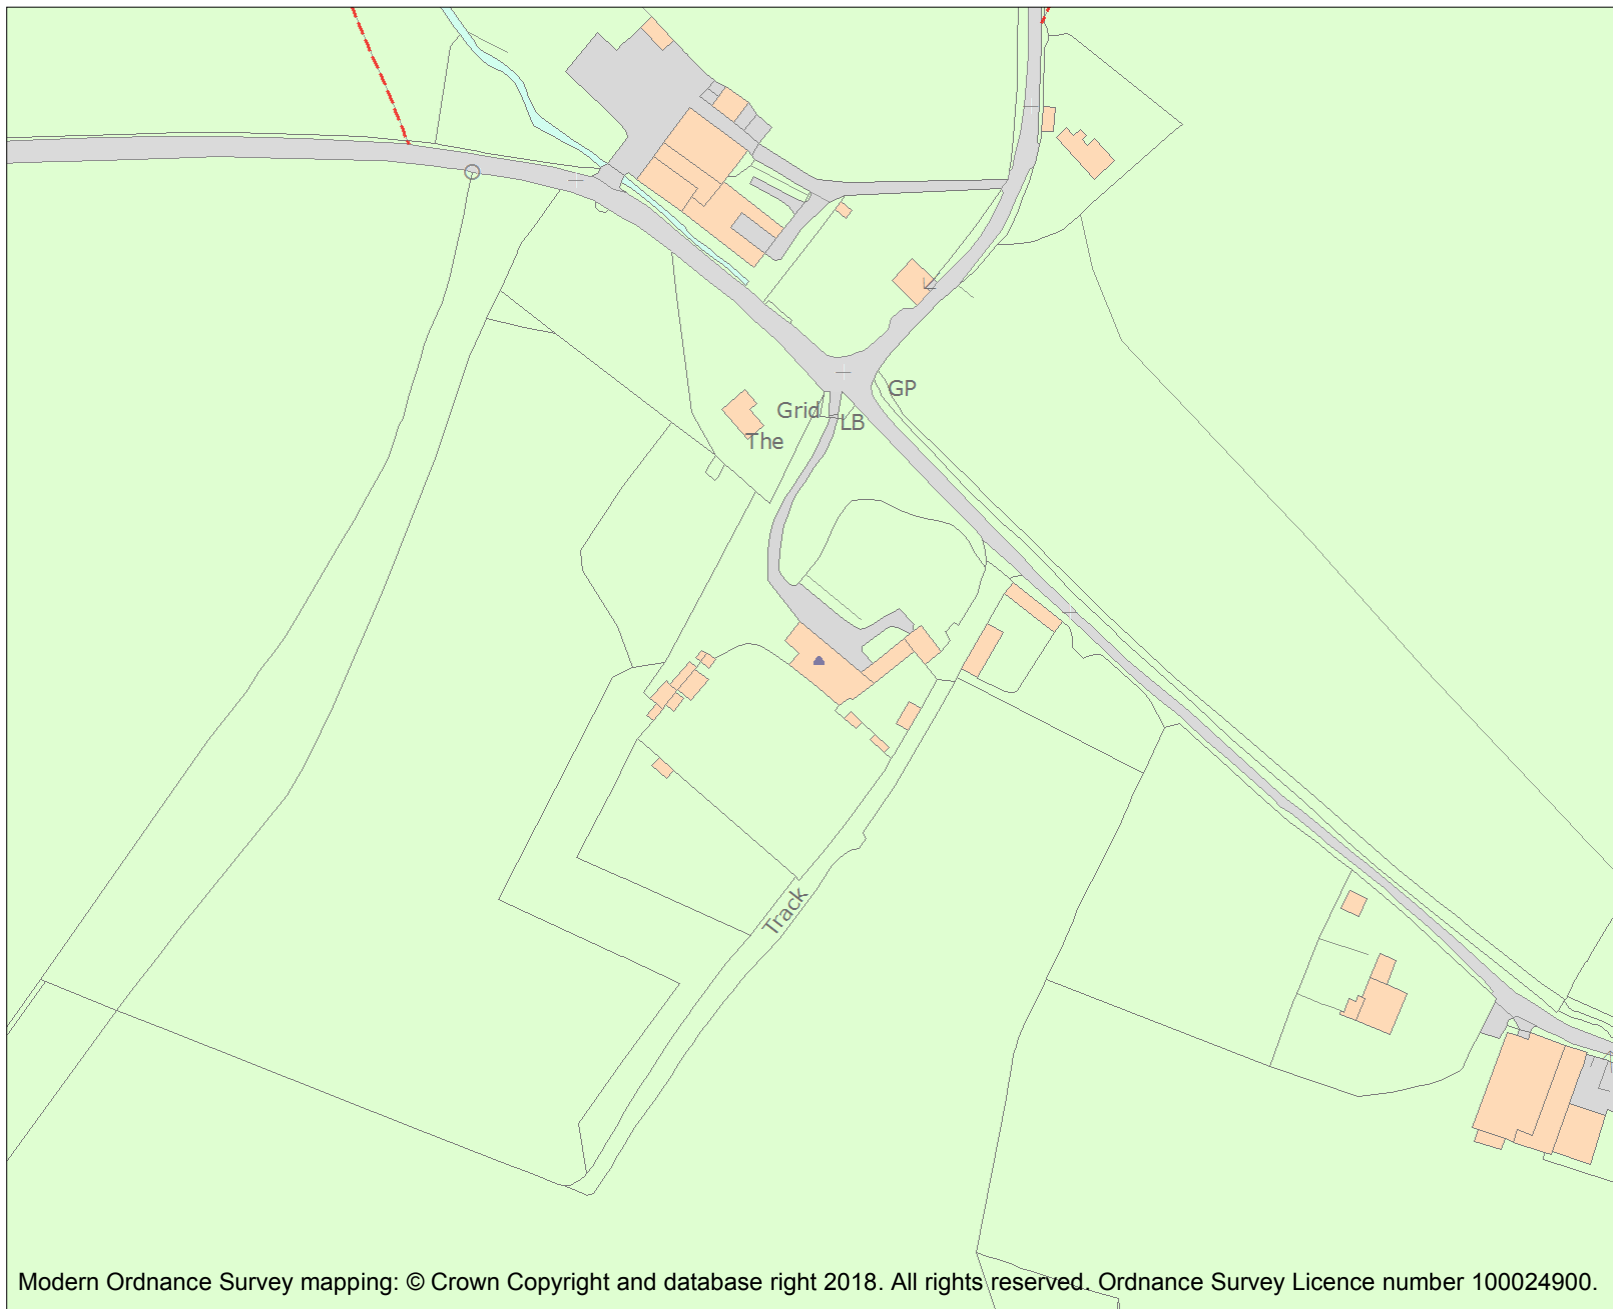 GP
Grid
LB
The
Track
Modern Ordnance Survey mapping: © Crown Copyright and database right 2018. All rights reserved. Ordnance Survey Licence number 100024900.